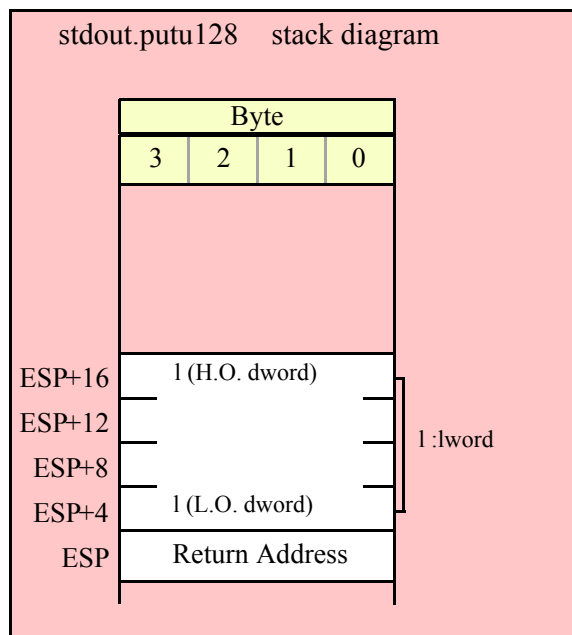 stdout.putu128 stack diagram
Byte
3 2 1 0
ESP+16 l (H.O. dword)
ESP+12
l :lword
ESP+8
ESP+4 l (L.O. dword)
ESP Return Address